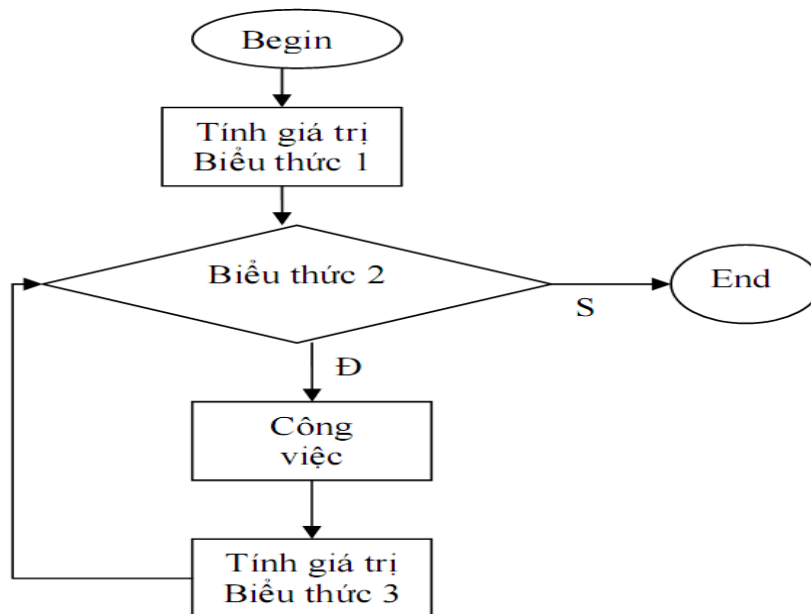 Begin
Tính giá trị
Biểu thức 1
Biểu thức 2
End
S
Đ
Công
việc
Tính giá trị
Biểu thức 3